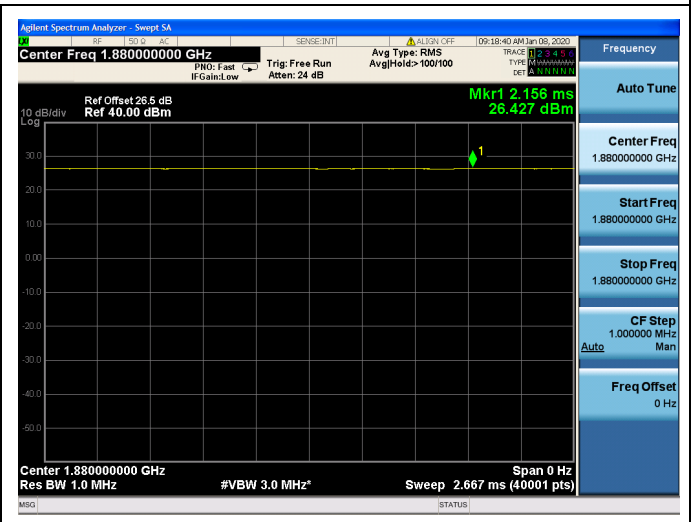 Agilent Spectrum Analyzer - Swept SA
RF 50 Ω AC SENSE:INT ALIGN OFF 09:18:40 AM Jan 08, 2020
Center Freq 1.880000000 GHz
PNO: Fast
IFGain:Low
Trig: Free Run
Atten: 24 dB
Avg Type: RMS
Avg|Hold:> 100/100
TRACE 1 2 3 4 5 6
TYPE M
DET A N N N N N
Frequency
Mkr1 2.156 ms
26.427 dBm
Ref Offset 26.5 dB
10 dB/div Ref 40.00 dBm
Log
1
30.0
20.0
10.0
0.00
-10.0
-20.0
-30.0
-40.0
-50.0
Center 1.880000000 GHz Span 0 Hz
Res BW 1.0 MHz #VBW 3.0 MHz* Sweep 2.667 ms (40001 pts)
MSG STATUS
Auto Tune
Center Freq
1.880000000 GHz
Start Freq
1.880000000 GHz
Stop Freq
1.880000000 GHz
CF Step
1.000000 MHz
Auto Man
Freq Offset
0 Hz